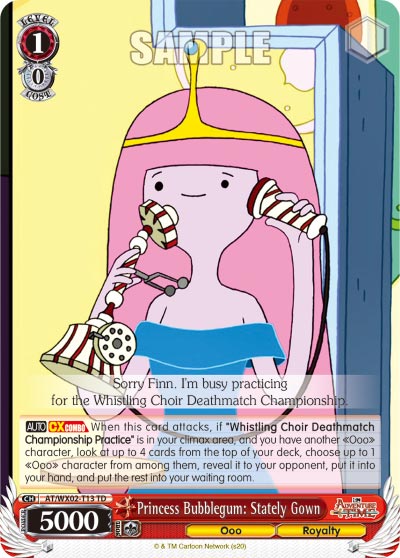 LEVEL
1
0
COST
SAMPLE
Sorry Finn. I'm busy practicing
for the Whistling Choir Deathmatch Championship.
AUTO CXCOMBO When this card attacks, if "Whistling Choir Deathmatch
Championship Practice" is in your climax area, and you have another «Ooo»
character, look at up to 4 cards from the top of your deck, choose up to 1
«Ooo» character from among them, reveal it to your opponent, put it into
your hand, and put the rest into your waiting room.
CH AT/WX02-T13 TD
POWER 5000
Princess Bubblegum: Stately Gown
ADVENTURE TIME
Ooo Royalty
© & TM Cartoon Network (s20)